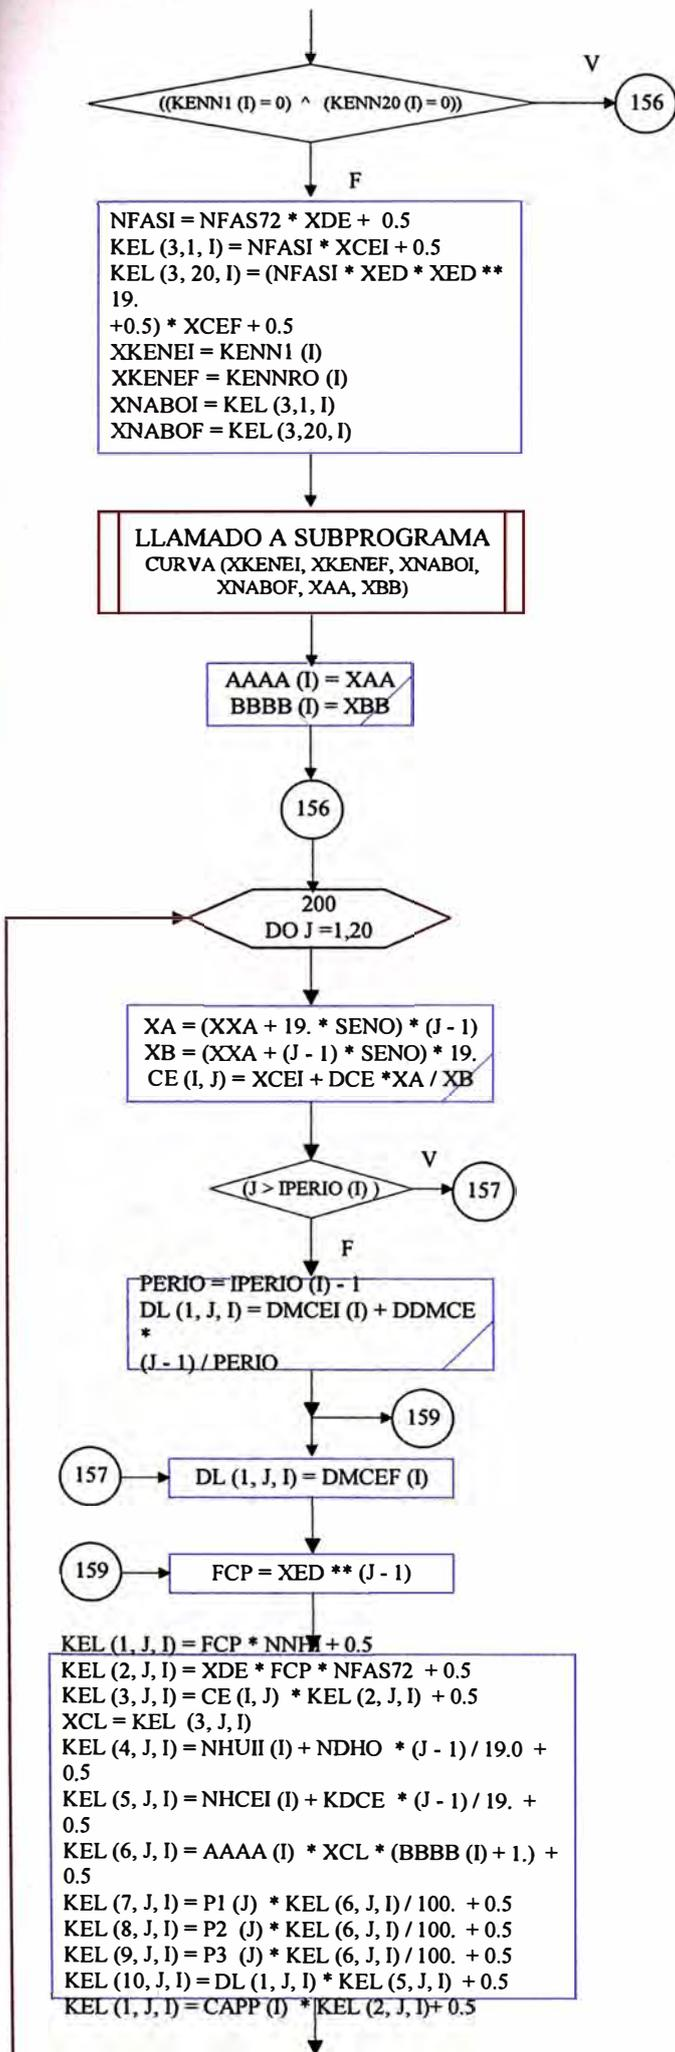 ((KENN1 (I) = 0) ^ (KENN20 (I) = 0))
V
156
F
NFASI = NFAS72 * XDE + 0.5
KEL (3,1, I) = NFASI * XCEI + 0.5
KEL (3, 20, I) = (NFASI * XED * XED **
19.
+0.5) * XCEF + 0.5
XKENEI = KENN1 (I)
XKENEF = KENNRO (I)
XNABOI = KEL (3,1, I)
XNABOF = KEL (3,20, I)
LLAMADO A SUBPROGRAMA
CURVA (XKENEI, XKENEF, XNABOI,
XNABOF, XAA, XBB)
AAAA (I) = XAA
BBBB (I) = XBB
156
200
DO J =1,20
XA = (XXA + 19. * SENO) * (J - 1)
XB = (XXA + (J - 1) * SENO) * 19.
CE (I, J) = XCEI + DCE *XA / XB
(J > IPERIO (I) )
V
157
F
PERIO = IPERIO (I) - 1
DL (1, J, I) = DMCEI (I) + DDMCE
*
(J - 1) / PERIO
159
157
DL (1, J, I) = DMCEF (I)
159
FCP = XED ** (J - 1)
KEL (1, J, I) = FCP * NNHI + 0.5
KEL (2, J, I) = XDE * FCP * NFAS72 + 0.5
KEL (3, J, I) = CE (I, J) * KEL (2, J, I) + 0.5
XCL = KEL (3, J, I)
KEL (4, J, I) = NHUII (I) + NDHO * (J - 1) / 19.0 +
0.5
KEL (5, J, I) = NHCEI (I) + KDCE * (J - 1) / 19. +
0.5
KEL (6, J, I) = AAAA (I) * XCL * (BBBB (I) + 1.) +
0.5
KEL (7, J, I) = P1 (J) * KEL (6, J, I) / 100. + 0.5
KEL (8, J, I) = P2 (J) * KEL (6, J, I) / 100. + 0.5
KEL (9, J, I) = P3 (J) * KEL (6, J, I) / 100. + 0.5
KEL (10, J, I) = DL (1, J, I) * KEL (5, J, I) + 0.5
KEL (1, J, I) = CAPP (I) * KEL (2, J, I)+ 0.5